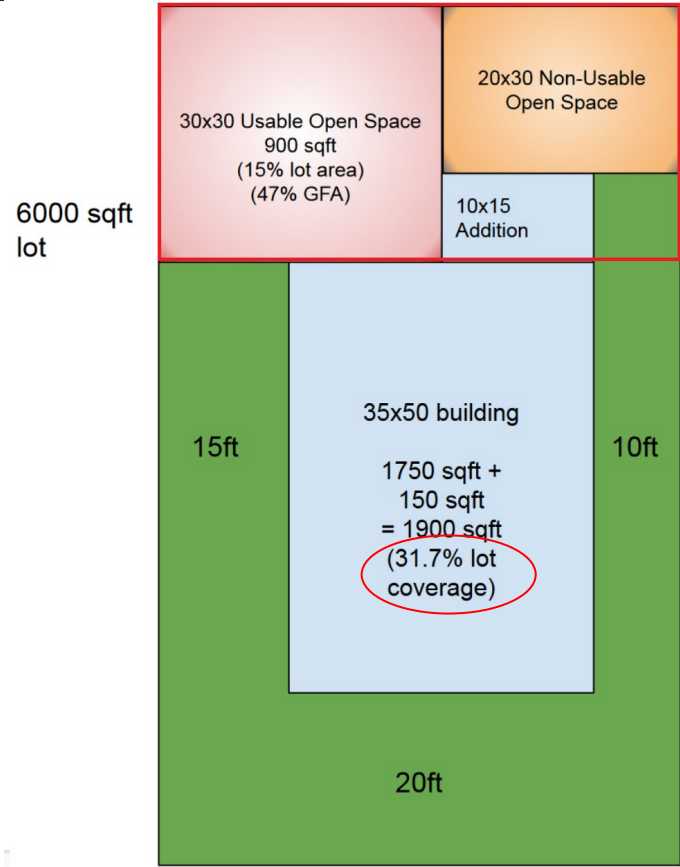 30x30 Usable Open Space
900 sqft
(15% lot area)
(47% GFA)
20x30 Non-Usable
Open Space
6000 sqft
lot
10x15
Addition
35x50 building
1750 sqft +
150 sqft
= 1900 sqft
(31.7% lot
coverage)
15ft
10ft
20ft